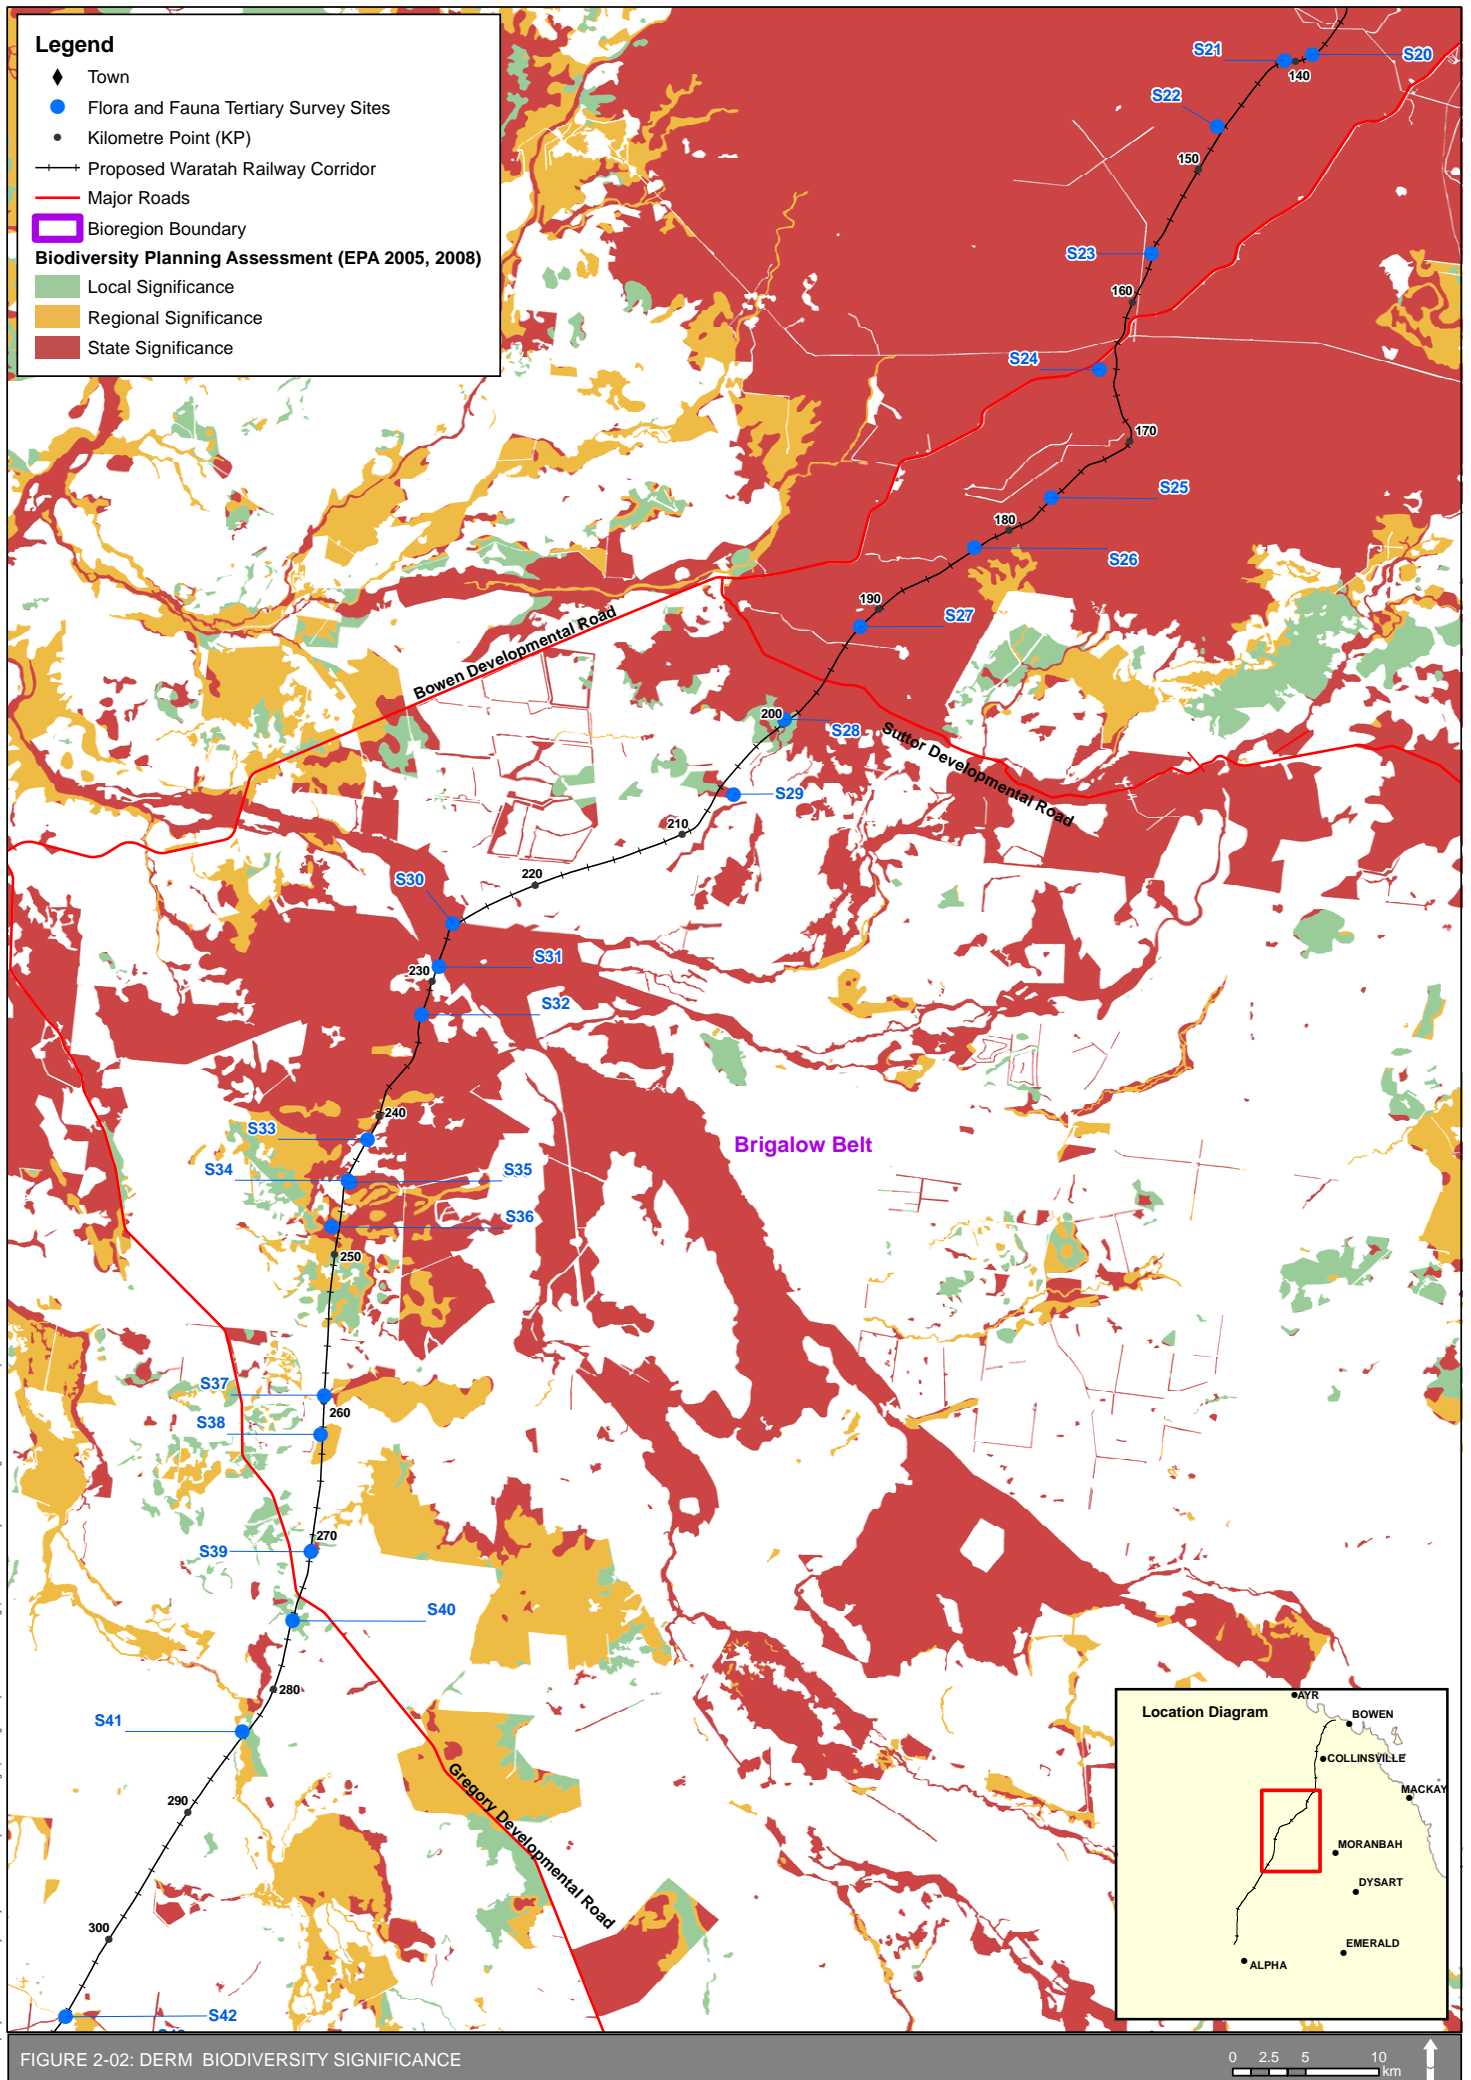 Legend
Town
Flora and Fauna Tertiary Survey Sites
Kilometre Point (KP)
Proposed Waratah Railway Corridor
Major Roads
Bioregion Boundary
Biodiversity Planning Assessment (EPA 2005, 2008)
Local Significance
Regional Significance
State Significance
S21
S20
140
S22
150
S23
160
S24
170
S25
180
S26
190
S27
Bowen Developmental Road
200
S28
Suttor Developmental Road
S29
210
220
S30
S31
230
S32
240
S33
Brigalow Belt
S34
S35
S36
250
S37
260
S38
270
S39
S40
280
S41
290
Gregory Developmental Road
300
S42
Location Diagram
AYR
BOWEN
COLLINSVILLE
MACKAY
MORANBAH
DYSART
EMERALD
ALPHA
FIGURE 2-02: DERM BIODIVERSITY SIGNIFICANCE
0 2.5 5 10
km